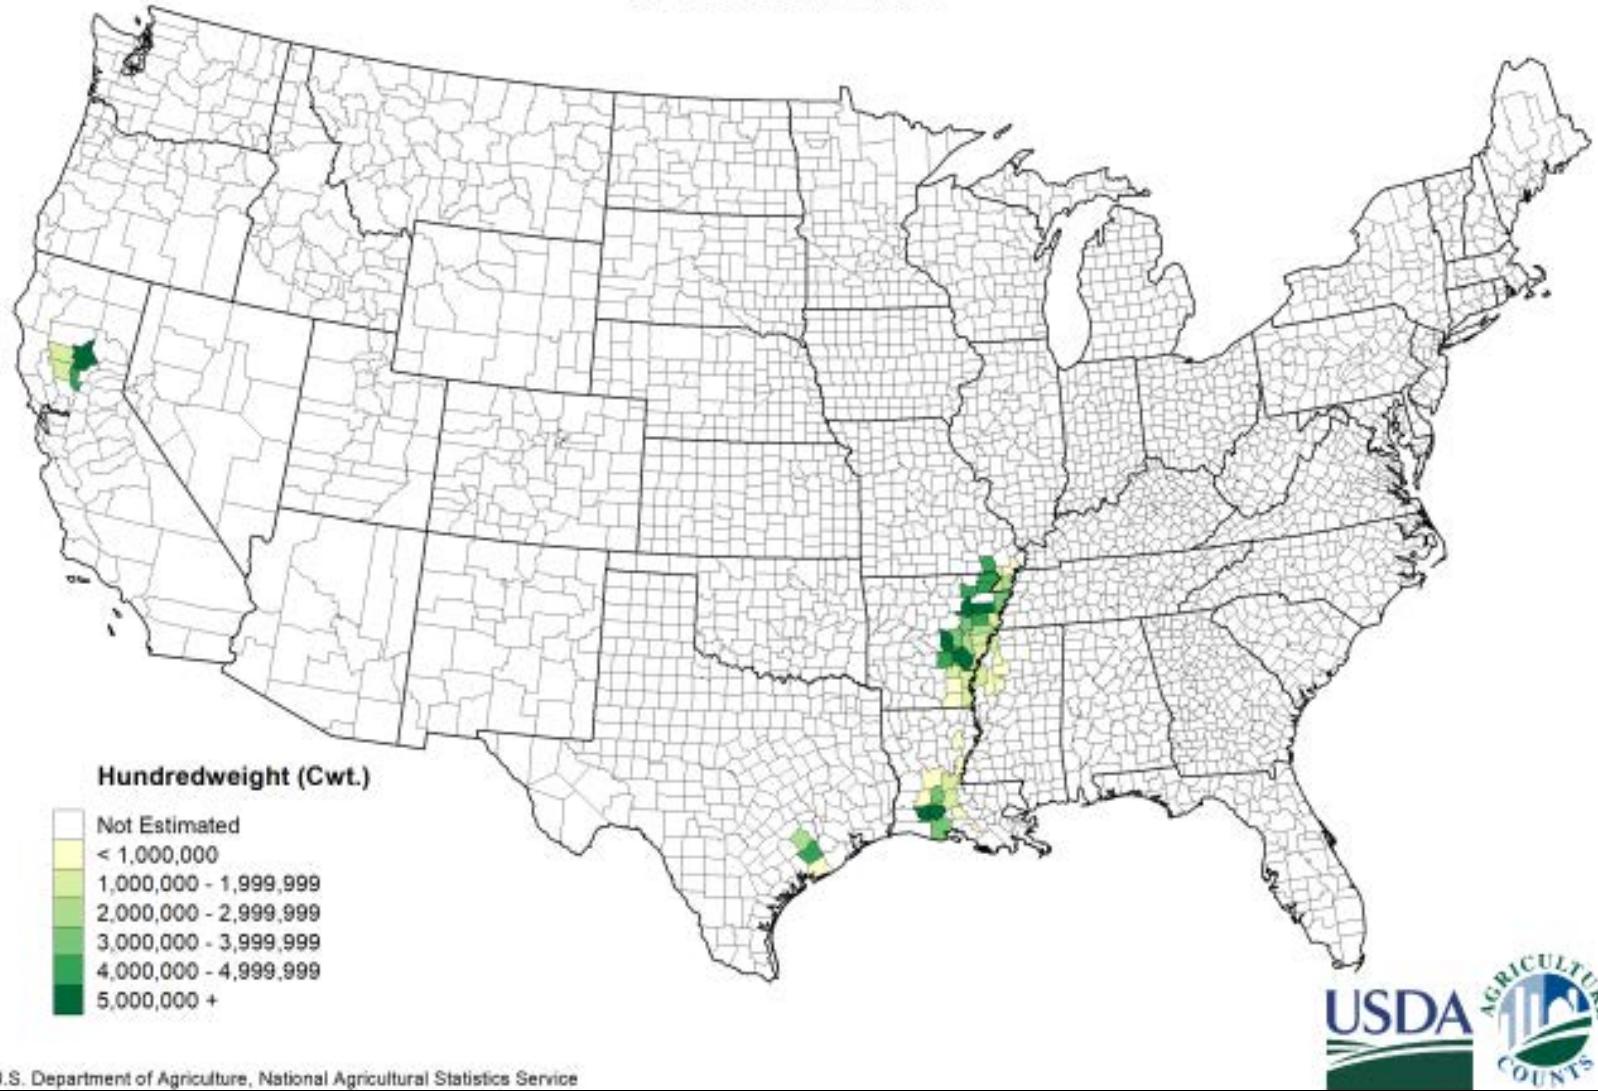 Hundredweight (Cwt.)
Not Estimated
< 1,000,000
1,000,000 - 1,999,999
2,000,000 - 2,999,999
3,000,000 - 3,999,999
4,000,000 - 4,999,999
5,000,000 +
USDA
AGRICULTURE
COUNTS
.S. Department of Agriculture, National Agricultural Statistics Service